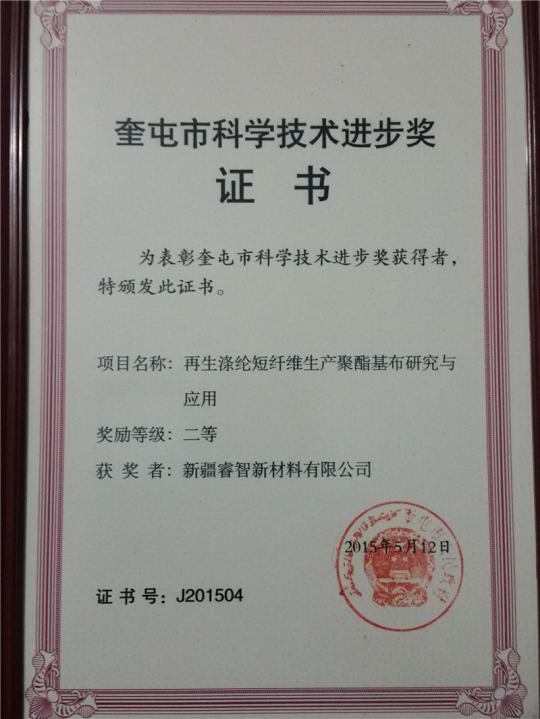 奎屯市科学技术进步奖
证 书
为表彰奎屯市科学技术进步奖获得者,
特颁发此证书。
项目名称: 再生涤纶短纤维生产聚酯基布研究与
应用
奖励等级: 二等
获 奖 者: 新疆睿智新材料有限公司
2015年5月12日
证 书 号: J201504